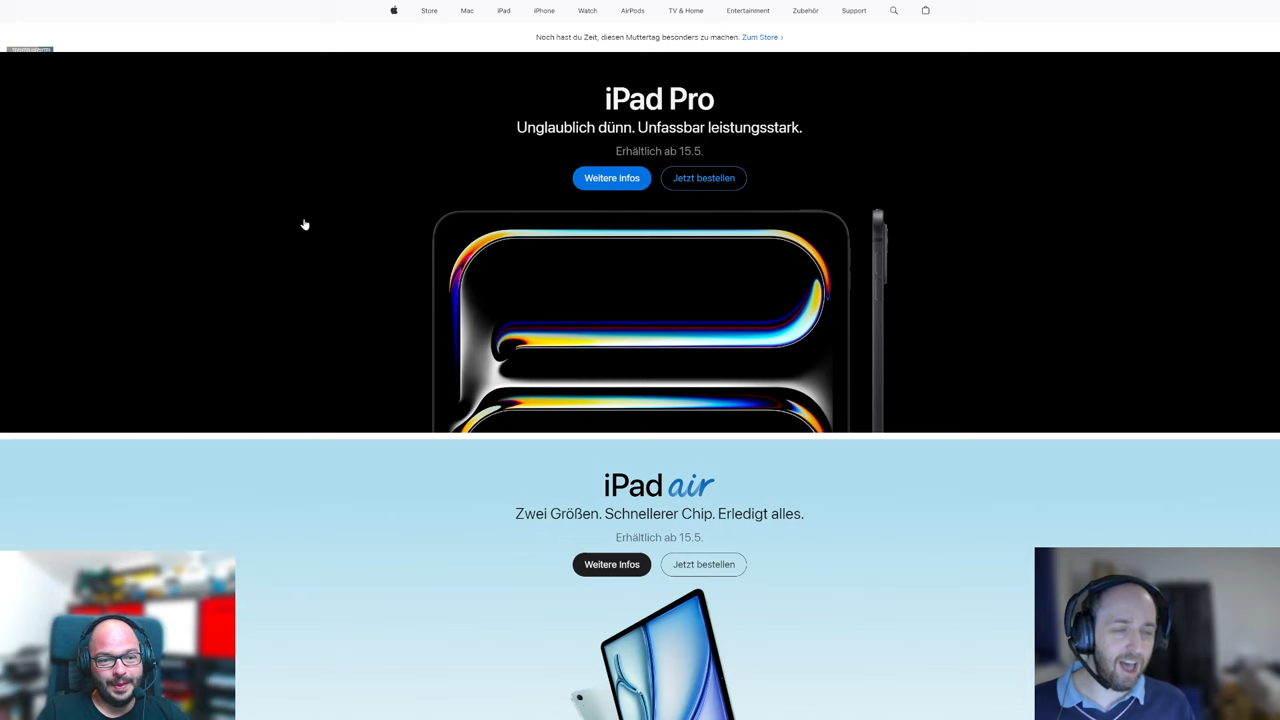 Store Mac iPad iPhone Watch AirPods TV & Home Entertainment Zubehör Support
Noch hast du Zeit, diesen Muttertag besonders zu machen. Zum Store >
iPad Pro
Unglaublich dünn. Unfassbar leistungsstark.
Erhältlich ab 15.5.
Weitere Infos Jetzt bestellen
iPad air
Zwei Größen. Schnellerer Chip. Erledigt alles.
Erhältlich ab 15.5.
Weitere Infos Jetzt bestellen